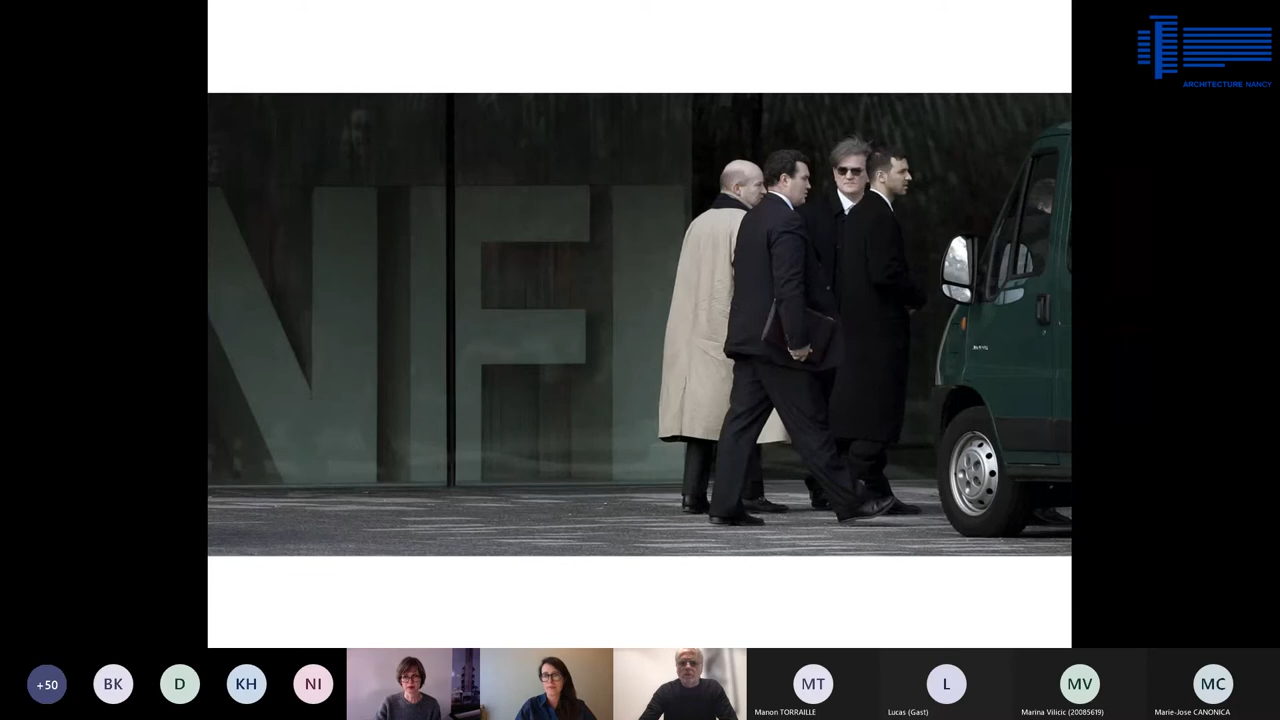 ARCHITECTURE NANCY
NFI
+50
BK
D
KH
NI
MT
L
MV
MC
Manon TORRAILLE
Lucas (Gast)
Marina Vilicic (20085619)
Marie-Jose CANONICA